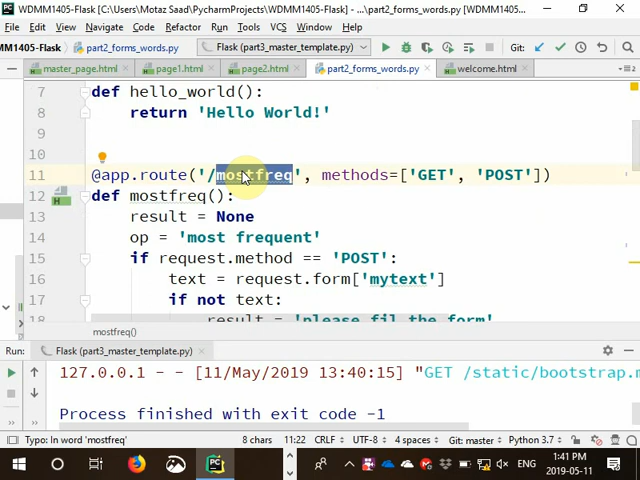 WDMM1405-Flask [C:\Users\Motaz Saad\PycharmProjects\WDMM1405-Flask] - ...\part2_forms_words.py - PyCharm
File Edit View Navigate Code Refactor Run Tools VCS Window Help
MM1405-Flask part2_forms_words.py Flask (part3_master_template.py) Git:
master_page.html page1.html page2.html part2_forms_words.py welcome.html
7 def hello_world():
8 return 'Hello World!'
9
10
11 @app.route('/mostfreq', methods=['GET', 'POST'])
12 def mostfreq():
13 result = None
14 op = 'most frequent'
15 if request.method == 'POST':
16 text = request.form['mytext']
17 if not text:
18 result = 'please fil the form'
mostfreq()
Run: Flask (part3_master_template.py)
127.0.0.1 - - [11/May/2019 13:40:15] "GET /static/bootstrap.m
Process finished with exit code -1
Typo: In word 'mostfreq' 8 chars 11:22 CRLF UTF-8 4 spaces Git: master Python 3.7
ENG 1:41 PM
2019-05-11